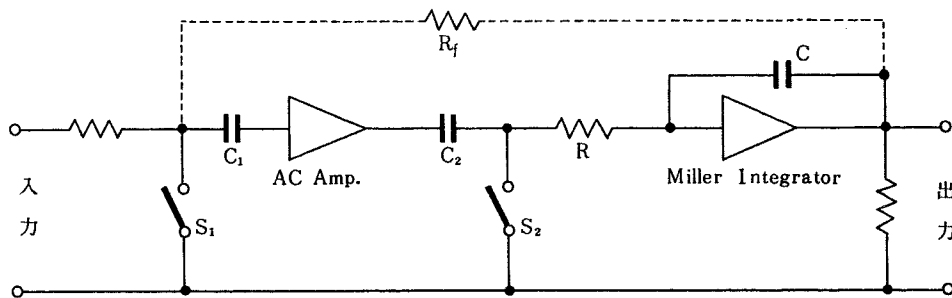 R_f
C
C₁
AC Amp.
C₂
R
Miller Integrator
入力
S₁
S₂
出力